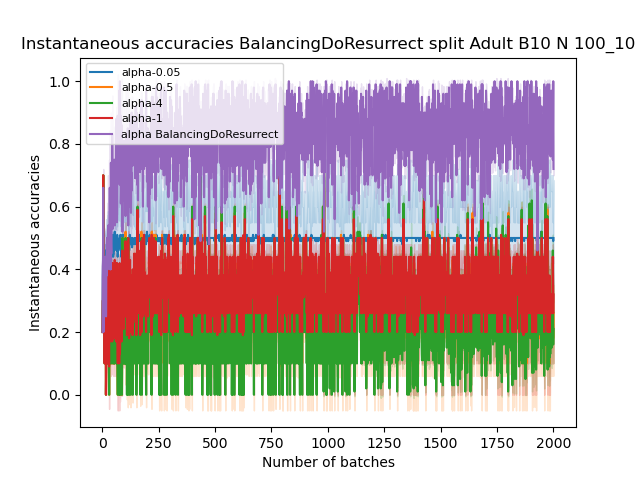 Instantaneous accuracies BalancingDoResurrect split Adult B10 N 100_10
alpha-0.05
alpha-0.5
alpha-4
alpha-1
alpha BalancingDoResurrect
Instantaneous accuracies
1.0
0.8
0.6
0.4
0.2
0.0
0 250 500 750 1000 1250 1500 1750 2000
Number of batches